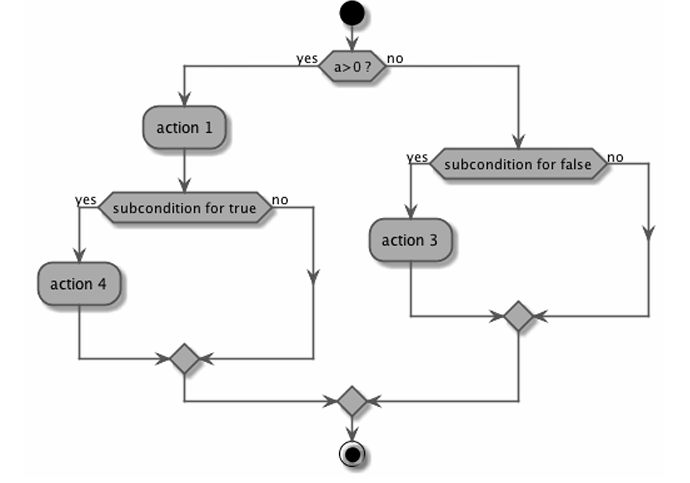 yes
a>0 ?
no
action 1
yes
subcondition for false
no
yes
subcondition for true
no
action 3
action 4